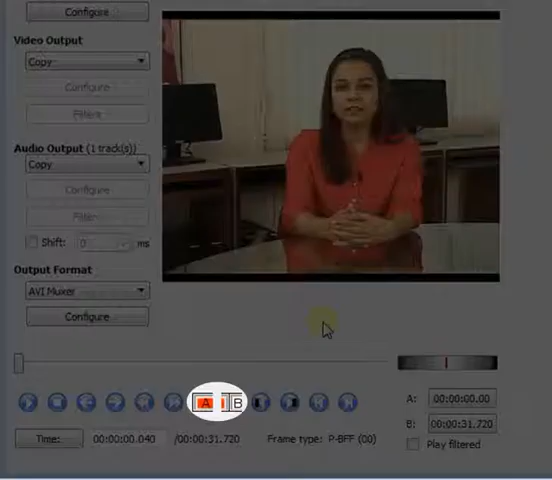 Configure
Video Output
Copy
Configure
Filters
Audio Output (1 track(s))
Copy
Configure
Filters
Shift: 0 ms
Output Format
AVI Muxer
Configure
A B
A: 00:00:00.00
B: 00:00:31.720
Time: 00:00:00.040 /00:00:31.720 Frame type: P-BFF (00)
Play filtered